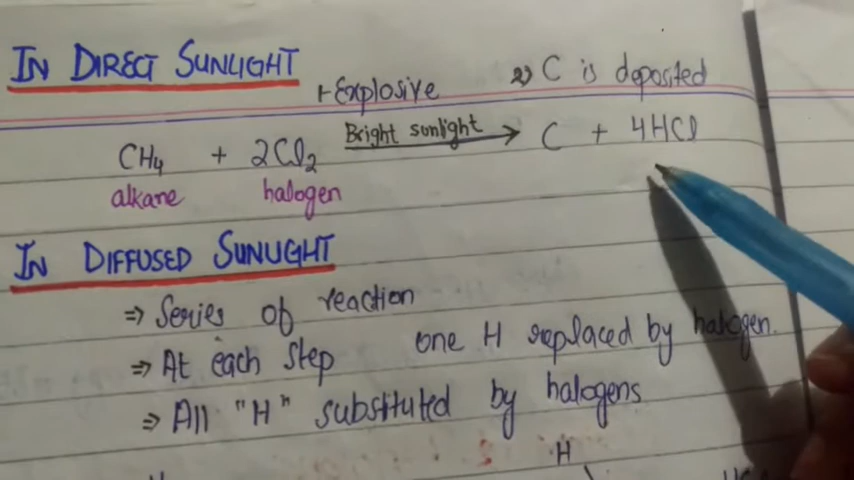 IN DIRECT SUNLIGHT
1-Explosive 2) C is deposited
CH4 + 2Cl2 Bright sunlight → C + 4HCl
alkane halogen
IN DIFFUSED SUNLIGHT
⇒ Series of reaction
⇒ At each step one H replaced by halogen.
⇒ All "H" substituted by halogens
H